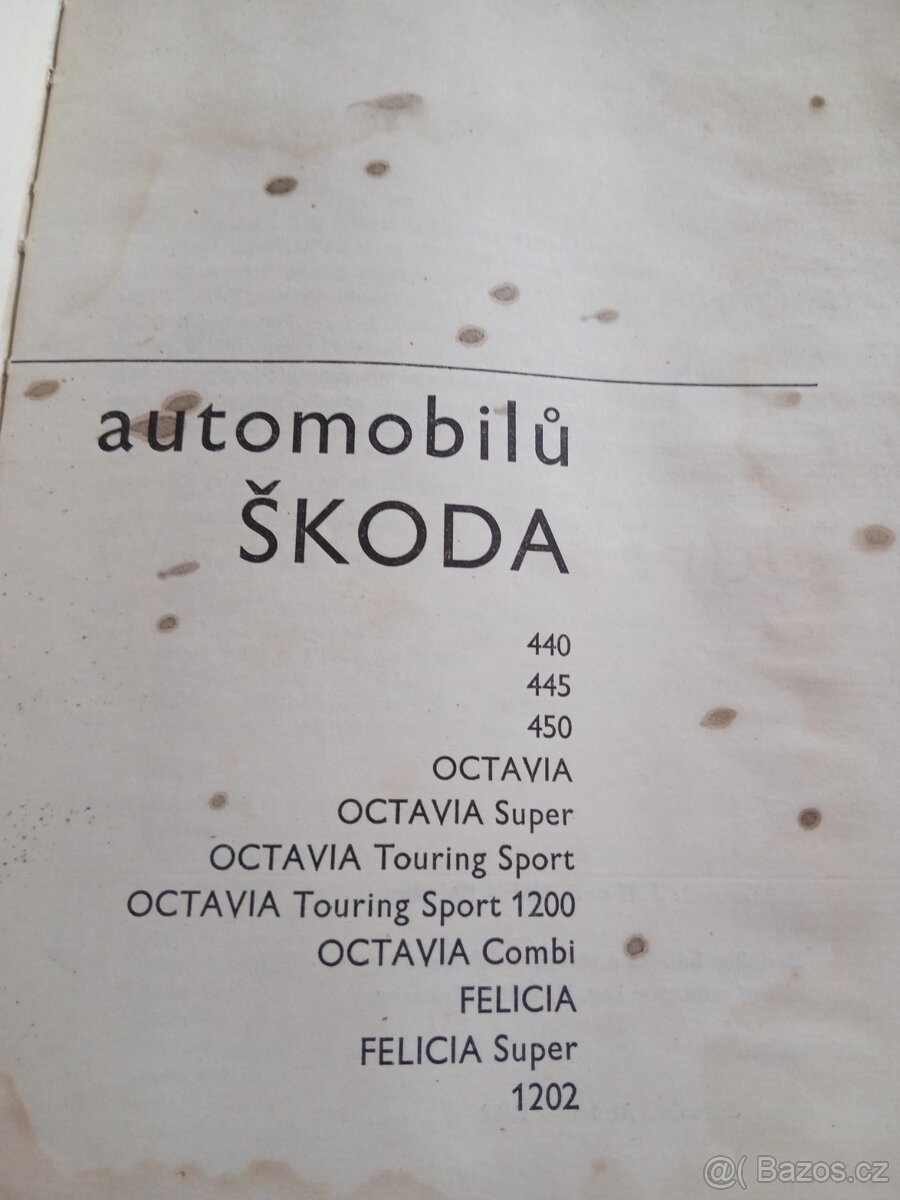 automobilů
ŠKODA
440
445
450
OCTAVIA
OCTAVIA Super
OCTAVIA Touring Sport
OCTAVIA Touring Sport 1200
OCTAVIA Combi
FELICIA
FELICIA Super
1202
@( Bazos.cz